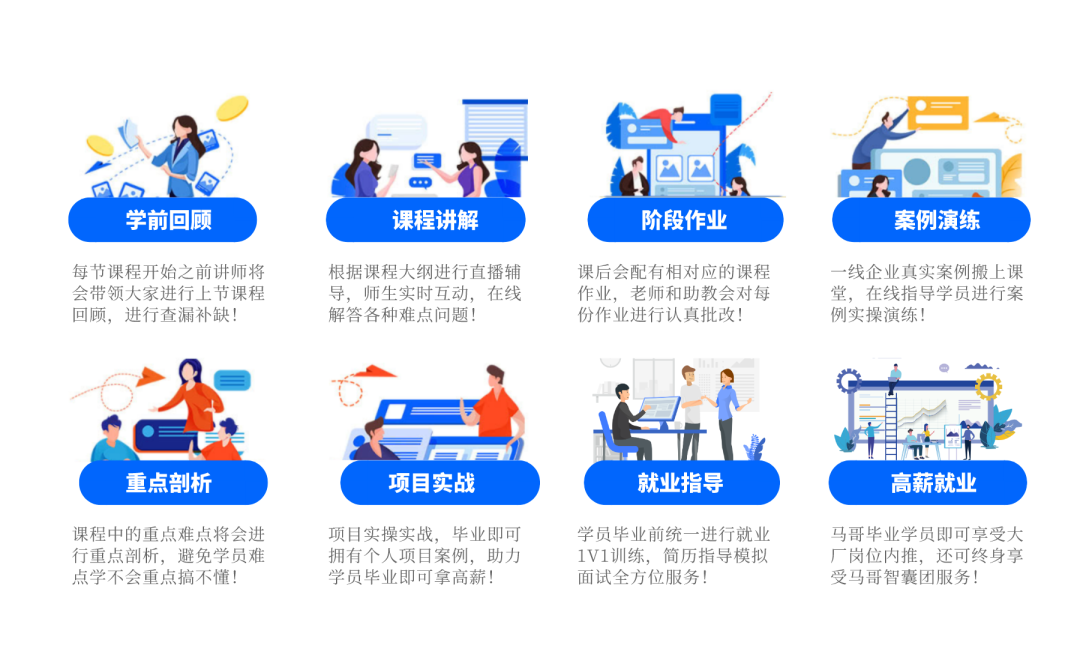 学前回顾
每节课程开始之前讲师将
会带领大家进行上节课程
回顾，进行查漏补缺！
课程讲解
根据课程大纲进行直播辅
导，师生实时互动，在线
解答各种难点问题！
阶段作业
课后会配有相对应的课程
作业，老师和助教会对每
份作业进行认真批改！
案例演练
一线企业真实案例搬上课
堂，在线指导学员进行案
例实操演练！
重点剖析
课程中的重点难点将会进
行重点剖析，避免学员难
点学不会重点搞不懂！
项目实战
项目实操实战，毕业即可
拥有个人项目案例，助力
学员毕业即可拿高薪！
就业指导
学员毕业前统一进行就业
1V1训练，简历指导模拟
面试全方位服务！
高薪就业
马哥毕业学员即可享受大
厂岗位内推，还可终身享
受马哥智囊团服务！